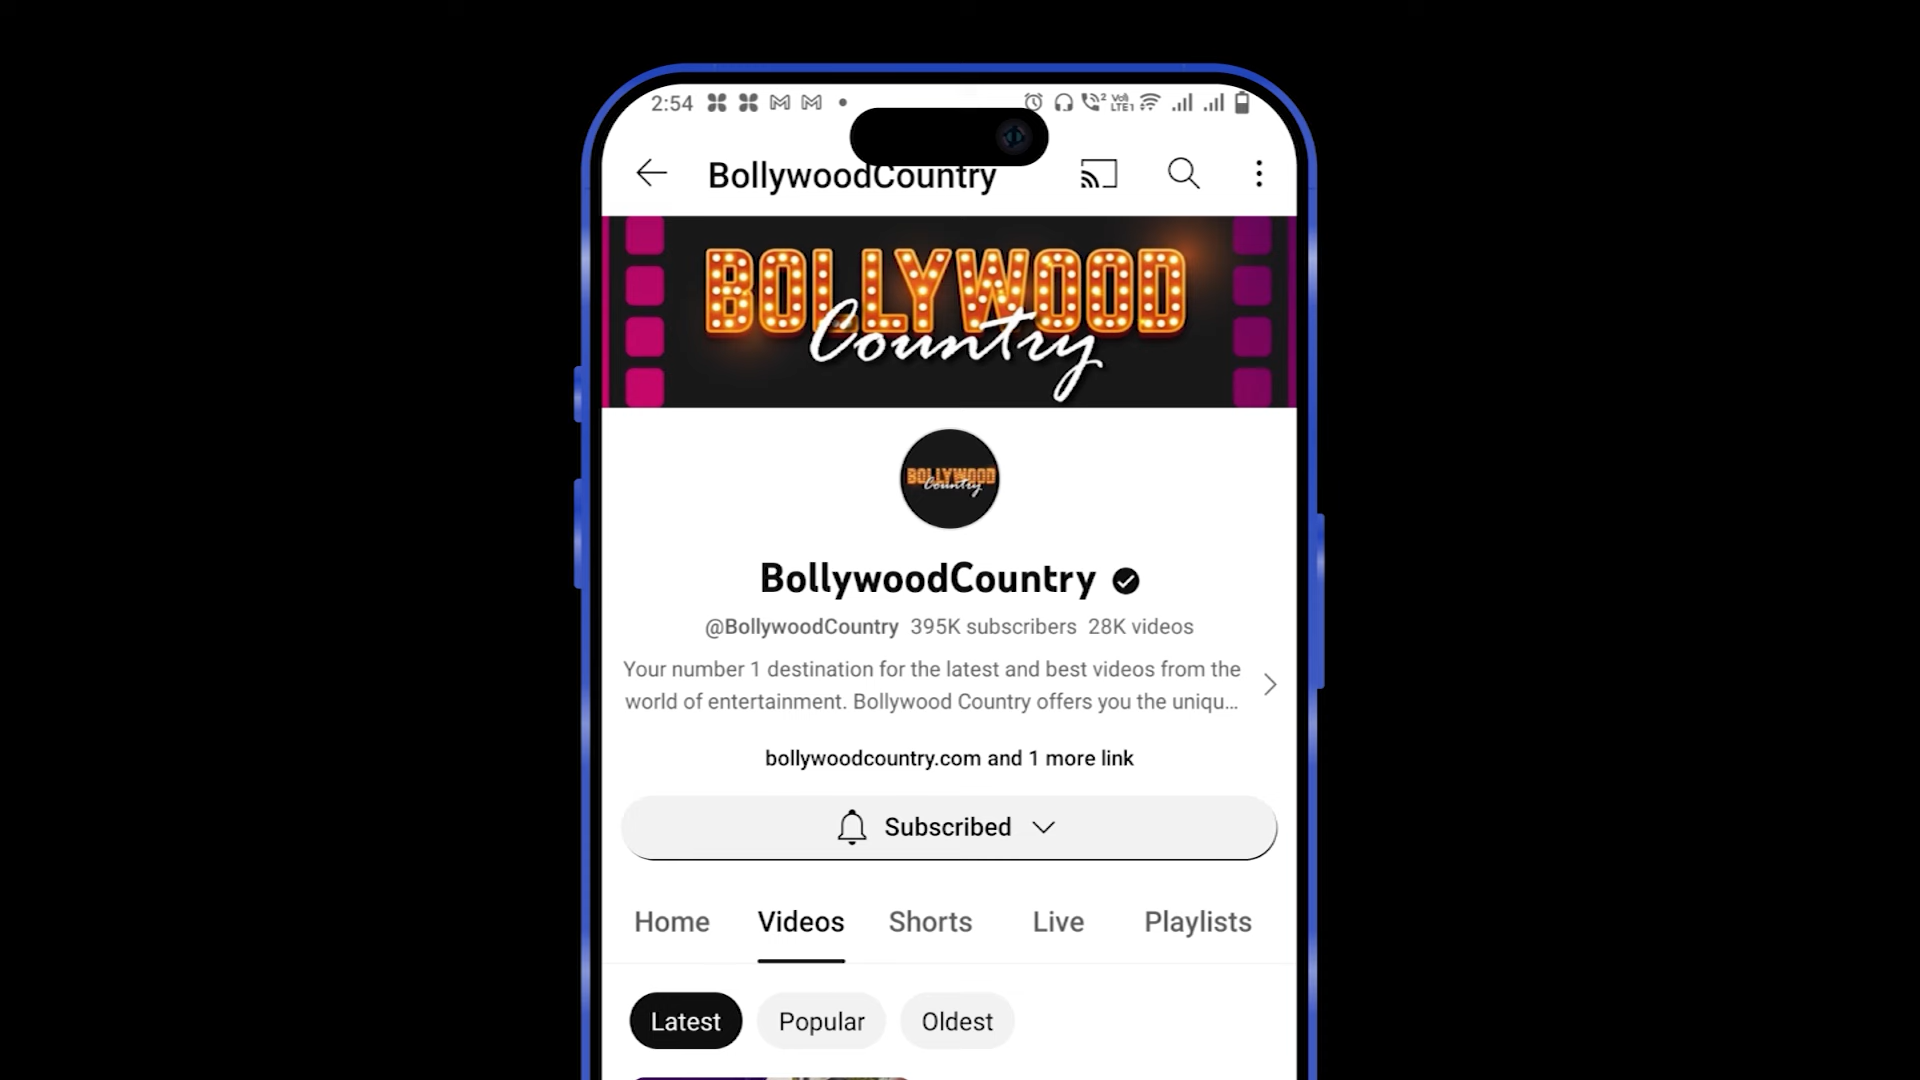 2:54
Vo)) LTE1
BollywoodCountry
BOLLYWOOD
Country
BOLLYWOOD
Country
BollywoodCountry
@BollywoodCountry 395K subscribers 28K videos
Your number 1 destination for the latest and best videos from the
world of entertainment. Bollywood Country offers you the uniqu...
bollywoodcountry.com and 1 more link
Subscribed
Home Videos Shorts Live Playlists
Latest Popular Oldest